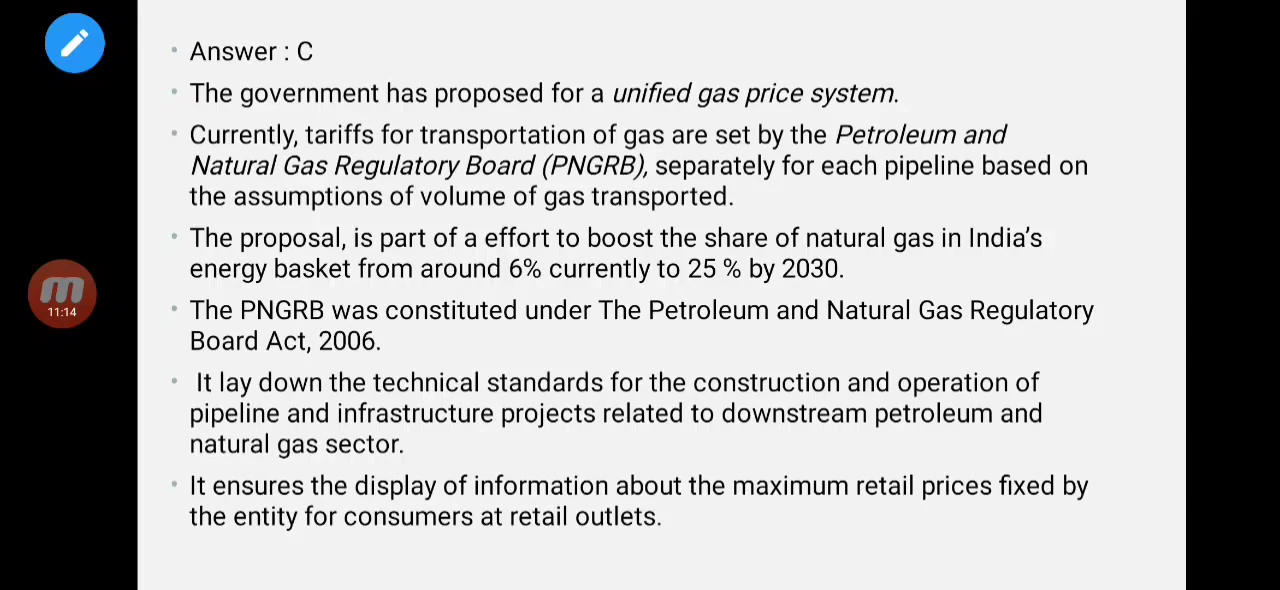 Answer : C
The government has proposed for a unified gas price system.
Currently, tariffs for transportation of gas are set by the Petroleum and
Natural Gas Regulatory Board (PNGRB), separately for each pipeline based on
the assumptions of volume of gas transported.
The proposal, is part of a effort to boost the share of natural gas in India’s
energy basket from around 6% currently to 25 % by 2030.
The PNGRB was constituted under The Petroleum and Natural Gas Regulatory
Board Act, 2006.
It lay down the technical standards for the construction and operation of
pipeline and infrastructure projects related to downstream petroleum and
natural gas sector.
It ensures the display of information about the maximum retail prices fixed by
the entity for consumers at retail outlets.
m
11:14